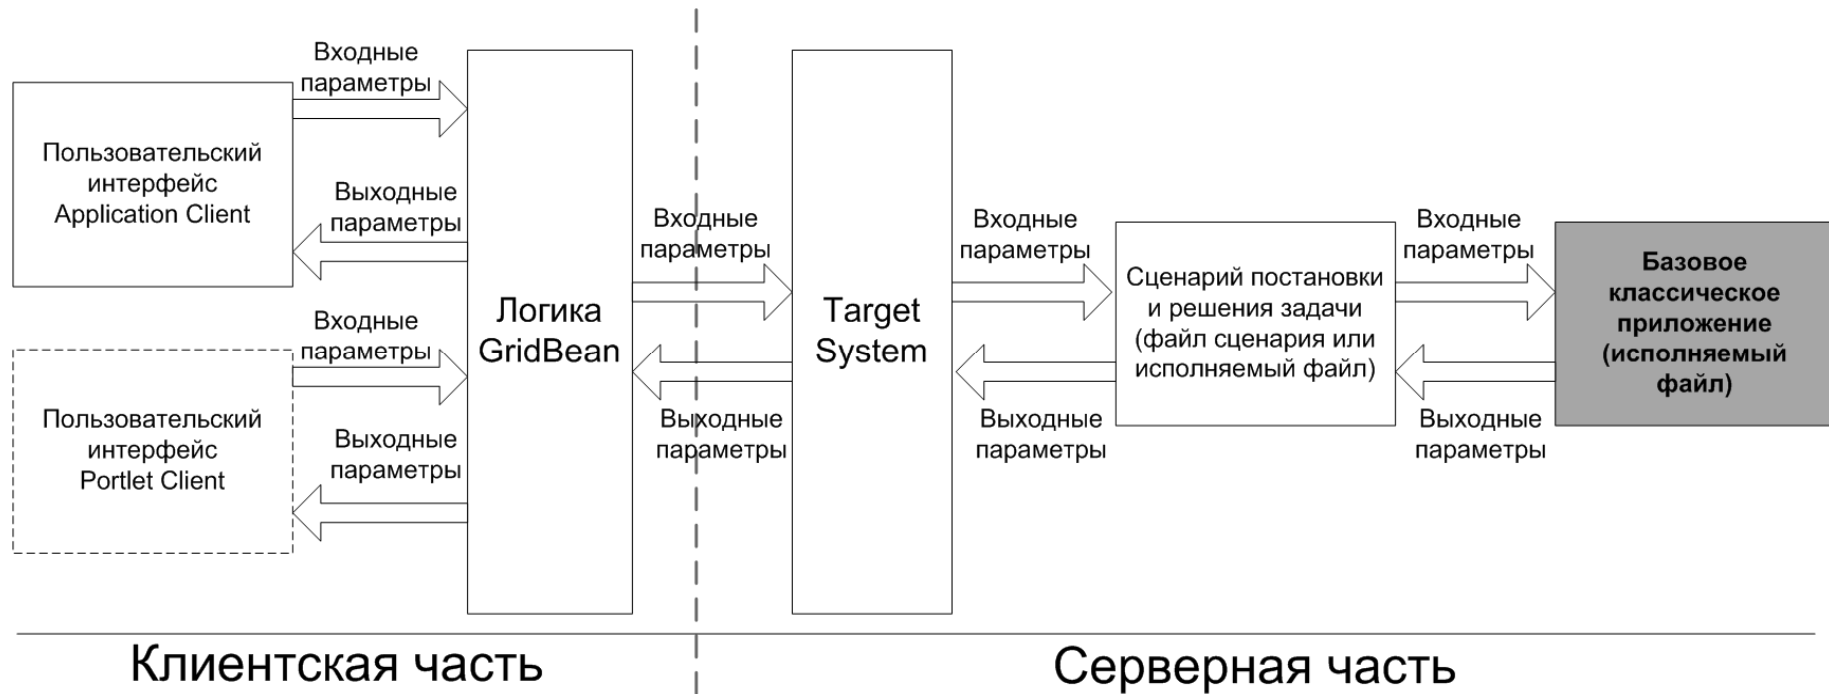 Входные
параметры
Пользовательский
интерфейс
Application Client
Выходные
параметры
Входные
параметры
Пользовательский
интерфейс
Portlet Client
Выходные
параметры
Логика
GridBean
Входные
параметры
Выходные
параметры
Target
System
Входные
параметры
Выходные
параметры
Сценарий постановки
и решения задачи
(файл сценария или
исполняемый файл)
Входные
параметры
Выходные
параметры
Базовое
классическое
приложение
(исполняемый
файл)
Клиентская часть
Серверная часть